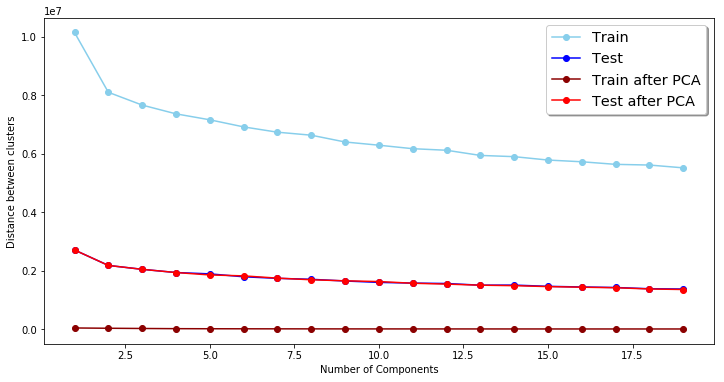 1e7
Train
Test
Train after PCA
Test after PCA
1.0
0.8
0.6
0.4
0.2
0.0
Distance between clusters
2.5 5.0 7.5 10.0 12.5 15.0 17.5
Number of Components